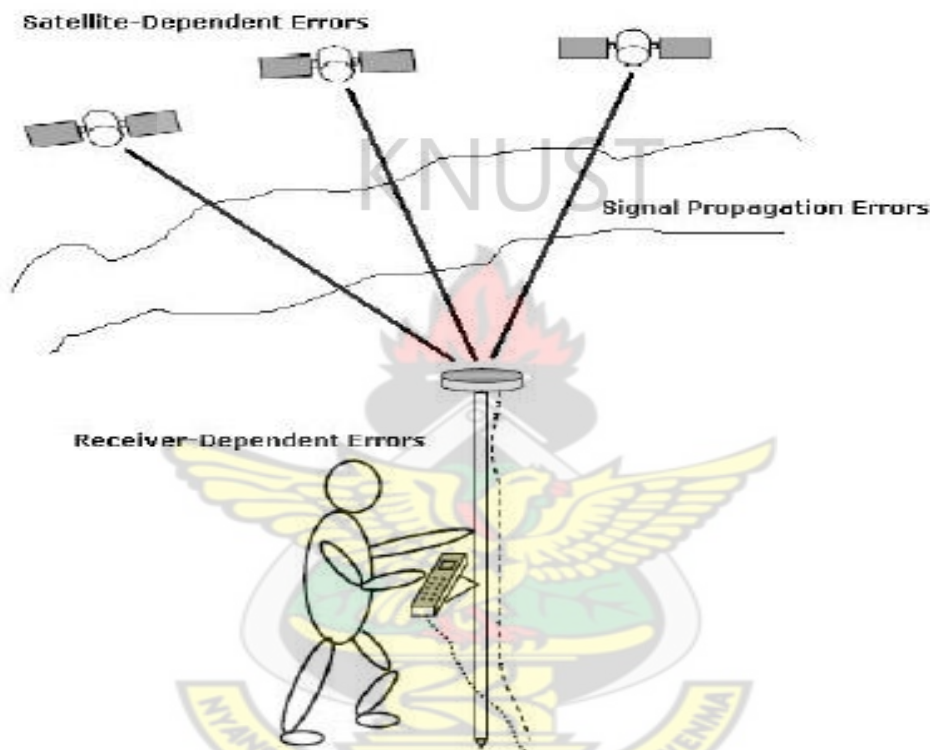 Satellite-Dependent Errors
KNUST
Signal Propagation Errors
Receiver-Dependent Errors